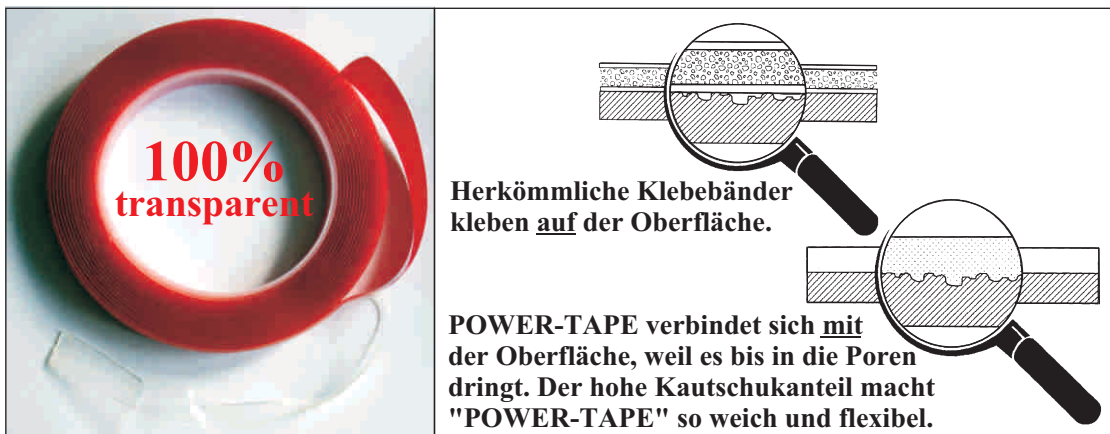 100%
transparent
Herkömmliche Klebebänder
kleben auf der Oberfläche.
POWER-TAPE verbindet sich mit
der Oberfläche, weil es bis in die Poren
dringt. Der hohe Kautschukanteil macht
"POWER-TAPE" so weich und flexibel.